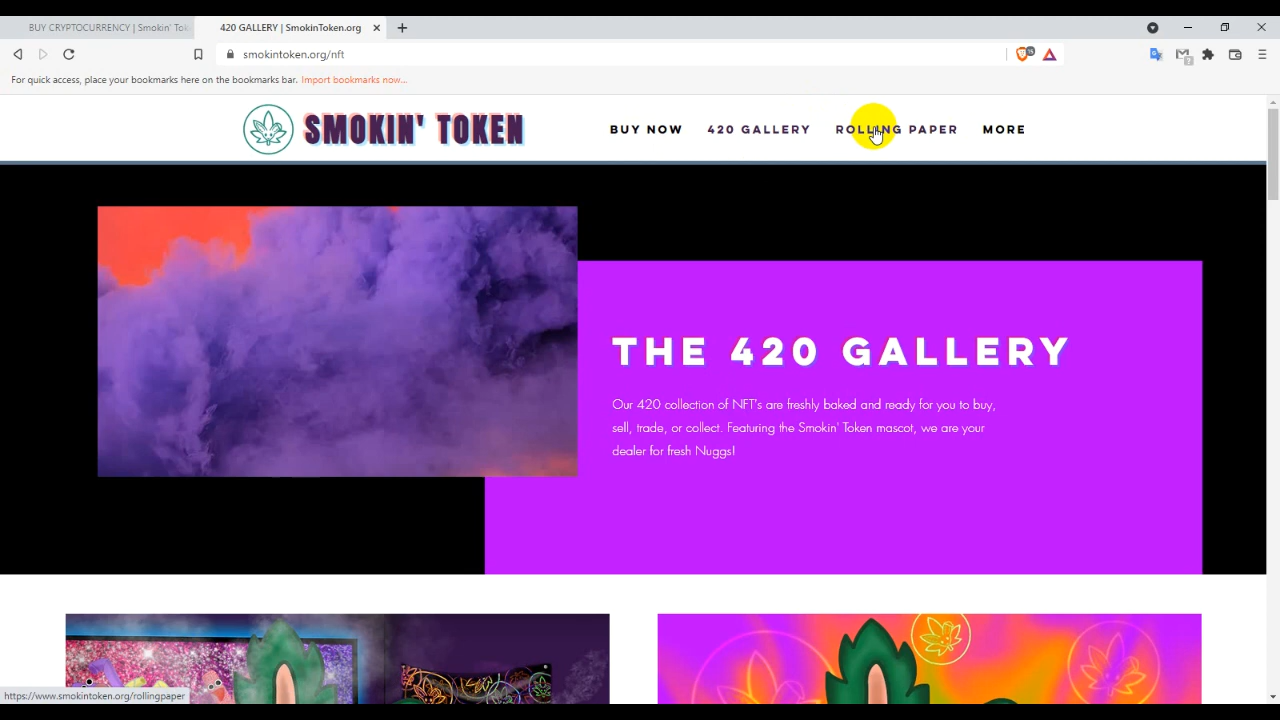 BUY CRYPTOCURRENCY | Smokin' Tok
420 GALLERY | SmokinToken.org
smokintoken.org/nft
For quick access, place your bookmarks here on the bookmarks bar. Import bookmarks now...
SMOKIN' TOKEN
BUY NOW
420 GALLERY
ROLLING PAPER
MORE
THE 420 GALLERY
Our 420 collection of NFT's are freshly baked and ready for you to buy,
sell, trade, or collect. Featuring the Smokin' Token mascot, we are your
dealer for fresh Nuggs!
https://www.smokintoken.org/rollingpaper